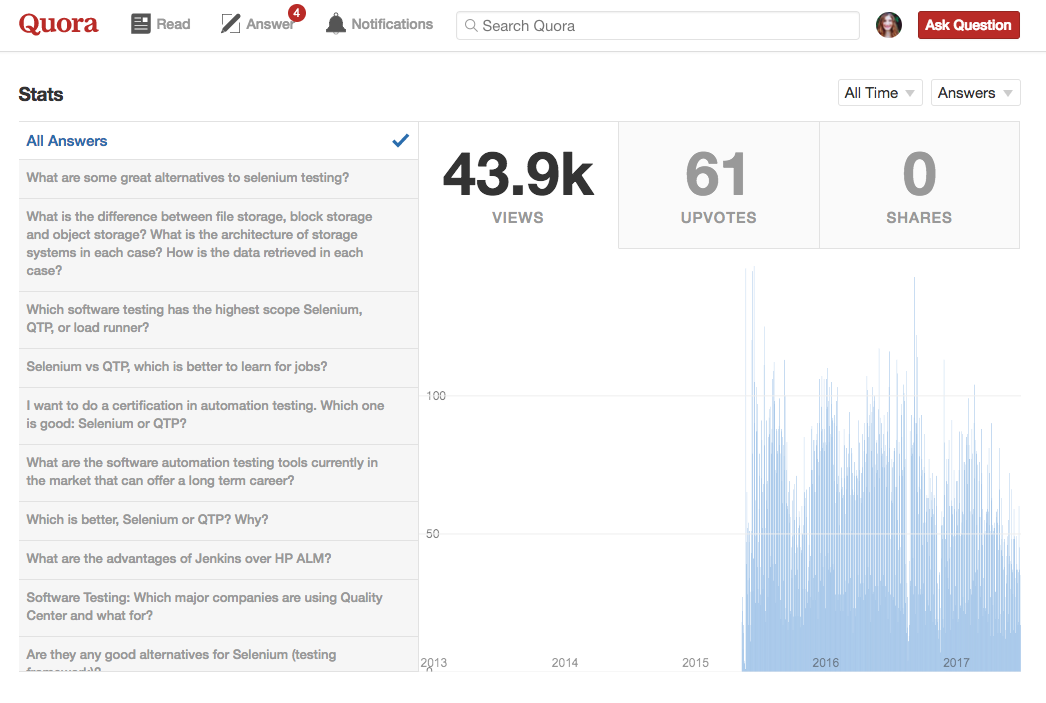 Quora
Read
Answer
4
Notifications
Search Quora
Ask Question
Stats
All Time
Answers
All Answers
What are some great alternatives to selenium testing?
What is the difference between file storage, block storage
and object storage? What is the architecture of storage
systems in each case? How is the data retrieved in each
case?
Which software testing has the highest scope Selenium,
QTP, or load runner?
Selenium vs QTP, which is better to learn for jobs?
I want to do a certification in automation testing. Which one
is good: Selenium or QTP?
What are the software automation testing tools currently in
the market that can offer a long term career?
Which is better, Selenium or QTP? Why?
What are the advantages of Jenkins over HP ALM?
Software Testing: Which major companies are using Quality
Center and what for?
Are they any good alternatives for Selenium (testing
framework)?
43.9k
VIEWS
61
UPVOTES
0
SHARES
100
50
0
2013
2014
2015
2016
2017